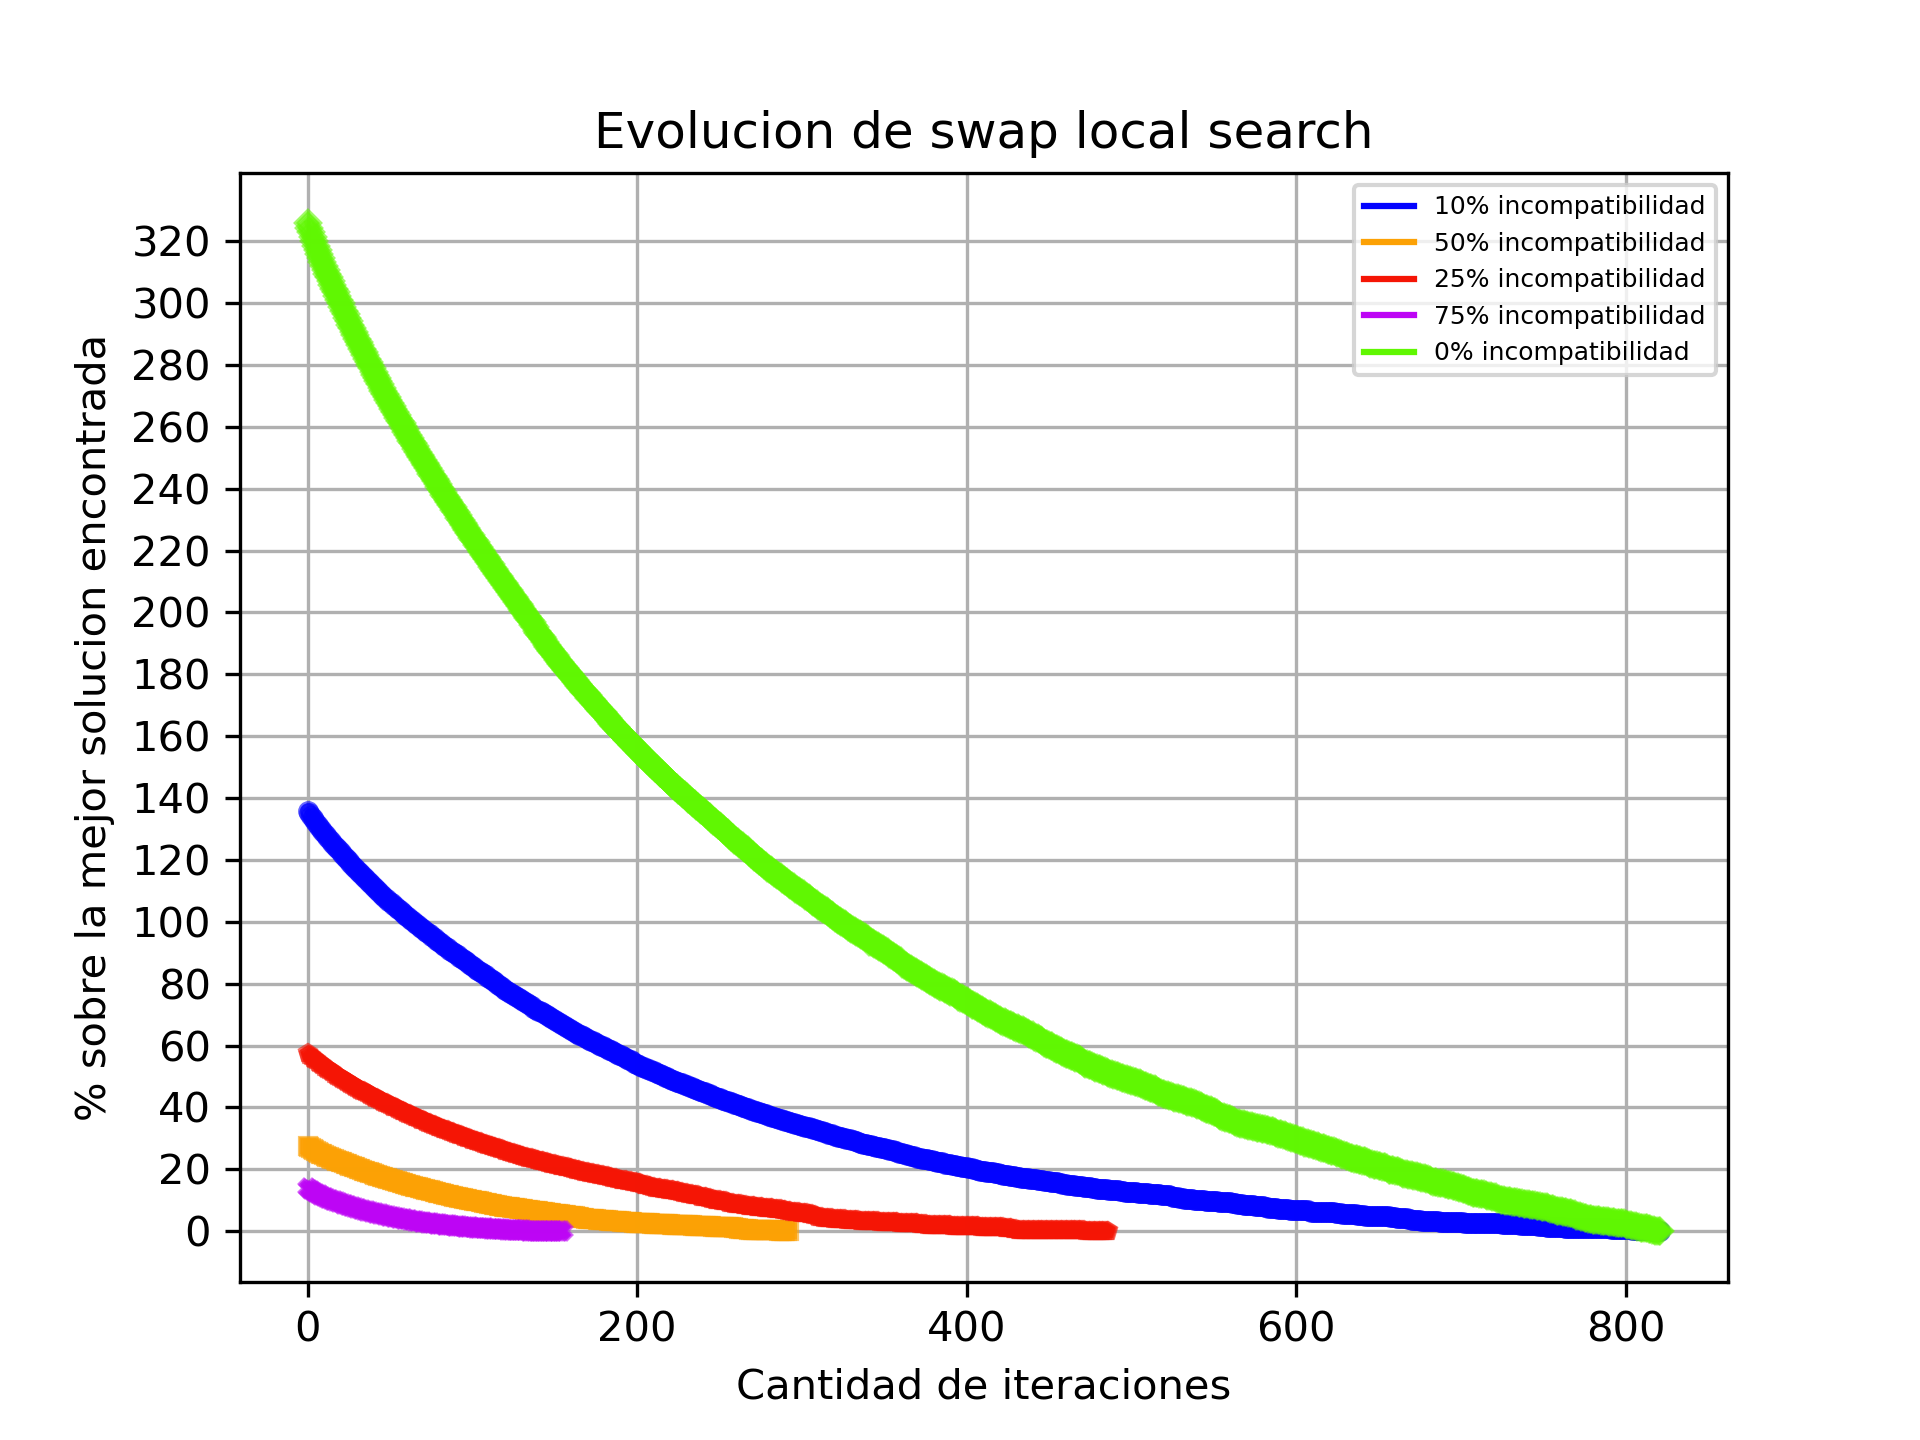 Evolucion de swap local search
10% incompatibilidad
50% incompatibilidad
25% incompatibilidad
75% incompatibilidad
0% incompatibilidad
% sobre la mejor solucion encontrada
320
300
280
260
240
220
200
180
160
140
120
100
80
60
40
20
0
0 200 400 600 800
Cantidad de iteraciones